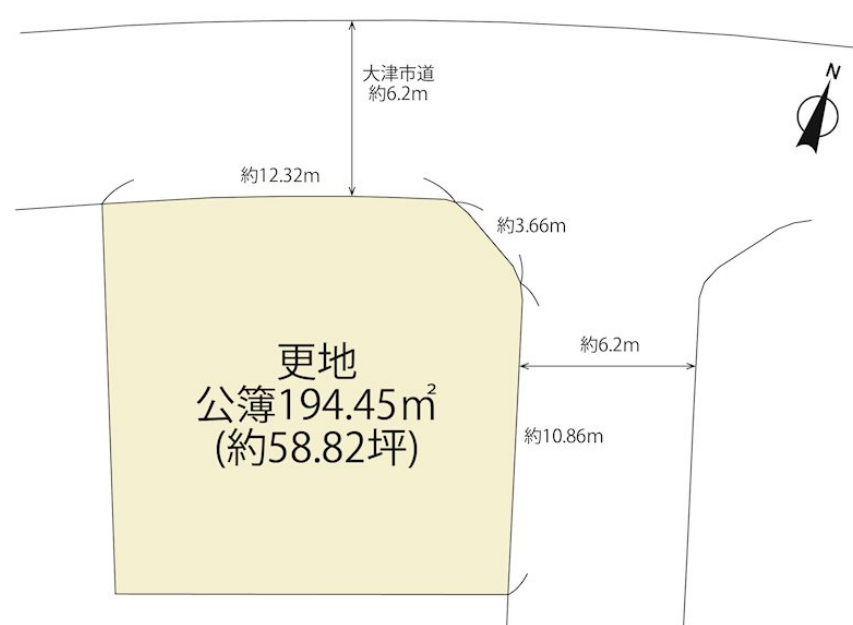 大津市道
約6.2m
N
約12.32m
約3.66m
約6.2m
更地
公簿194.45㎡
(約58.82坪)
約10.86m